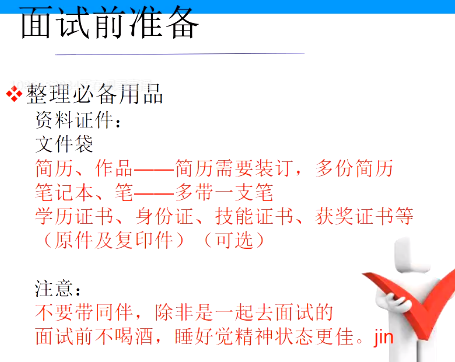 面试前准备
整理必备用品
资料证件：
文件袋
简历、作品——简历需要装订，多份简历
笔记本、笔——多带一支笔
学历证书、身份证、技能证书、获奖证书等
（原件及复印件）（可选）
注意：
不要带同伴，除非是一起去面试的
面试前不喝酒，睡好觉精神状态更佳。jin